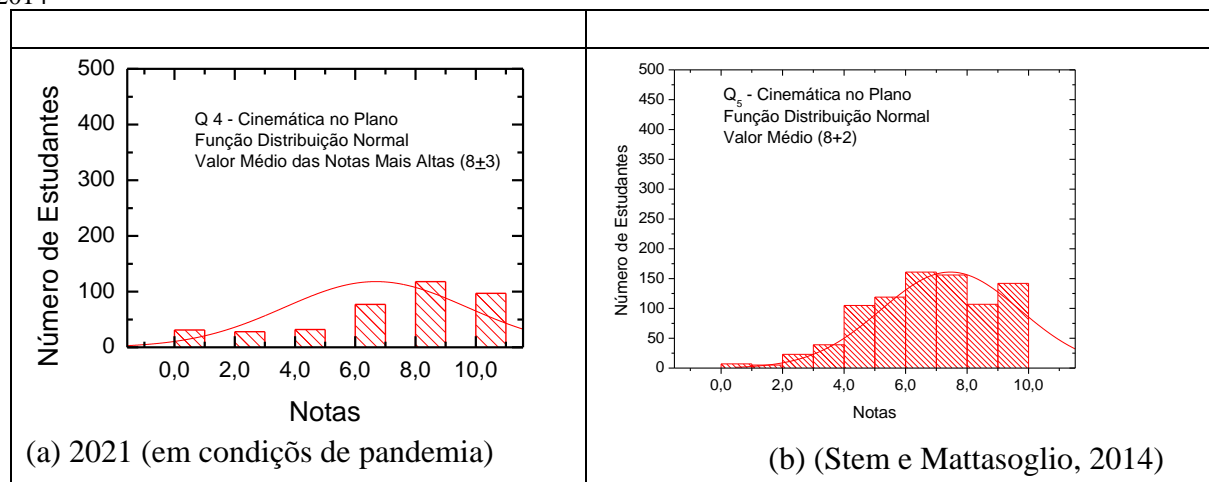 2014
500
400
300
200
100
0
Número de Estudantes
Q 4 - Cinemática no Plano
Função Distribuição Normal
Valor Médio das Notas Mais Altas (8±3)
0,0 2,0 4,0 6,0 8,0 10,0
Notas
(a) 2021 (em condiçõs de pandemia)
500
450
400
350
300
250
200
150
100
50
0
Número de Estudantes
Q5 - Cinemática no Plano
Função Distribuição Normal
Valor Médio (8+2)
0,0 2,0 4,0 6,0 8,0 10,0
Notas
(b) (Stem e Mattasoglio, 2014)